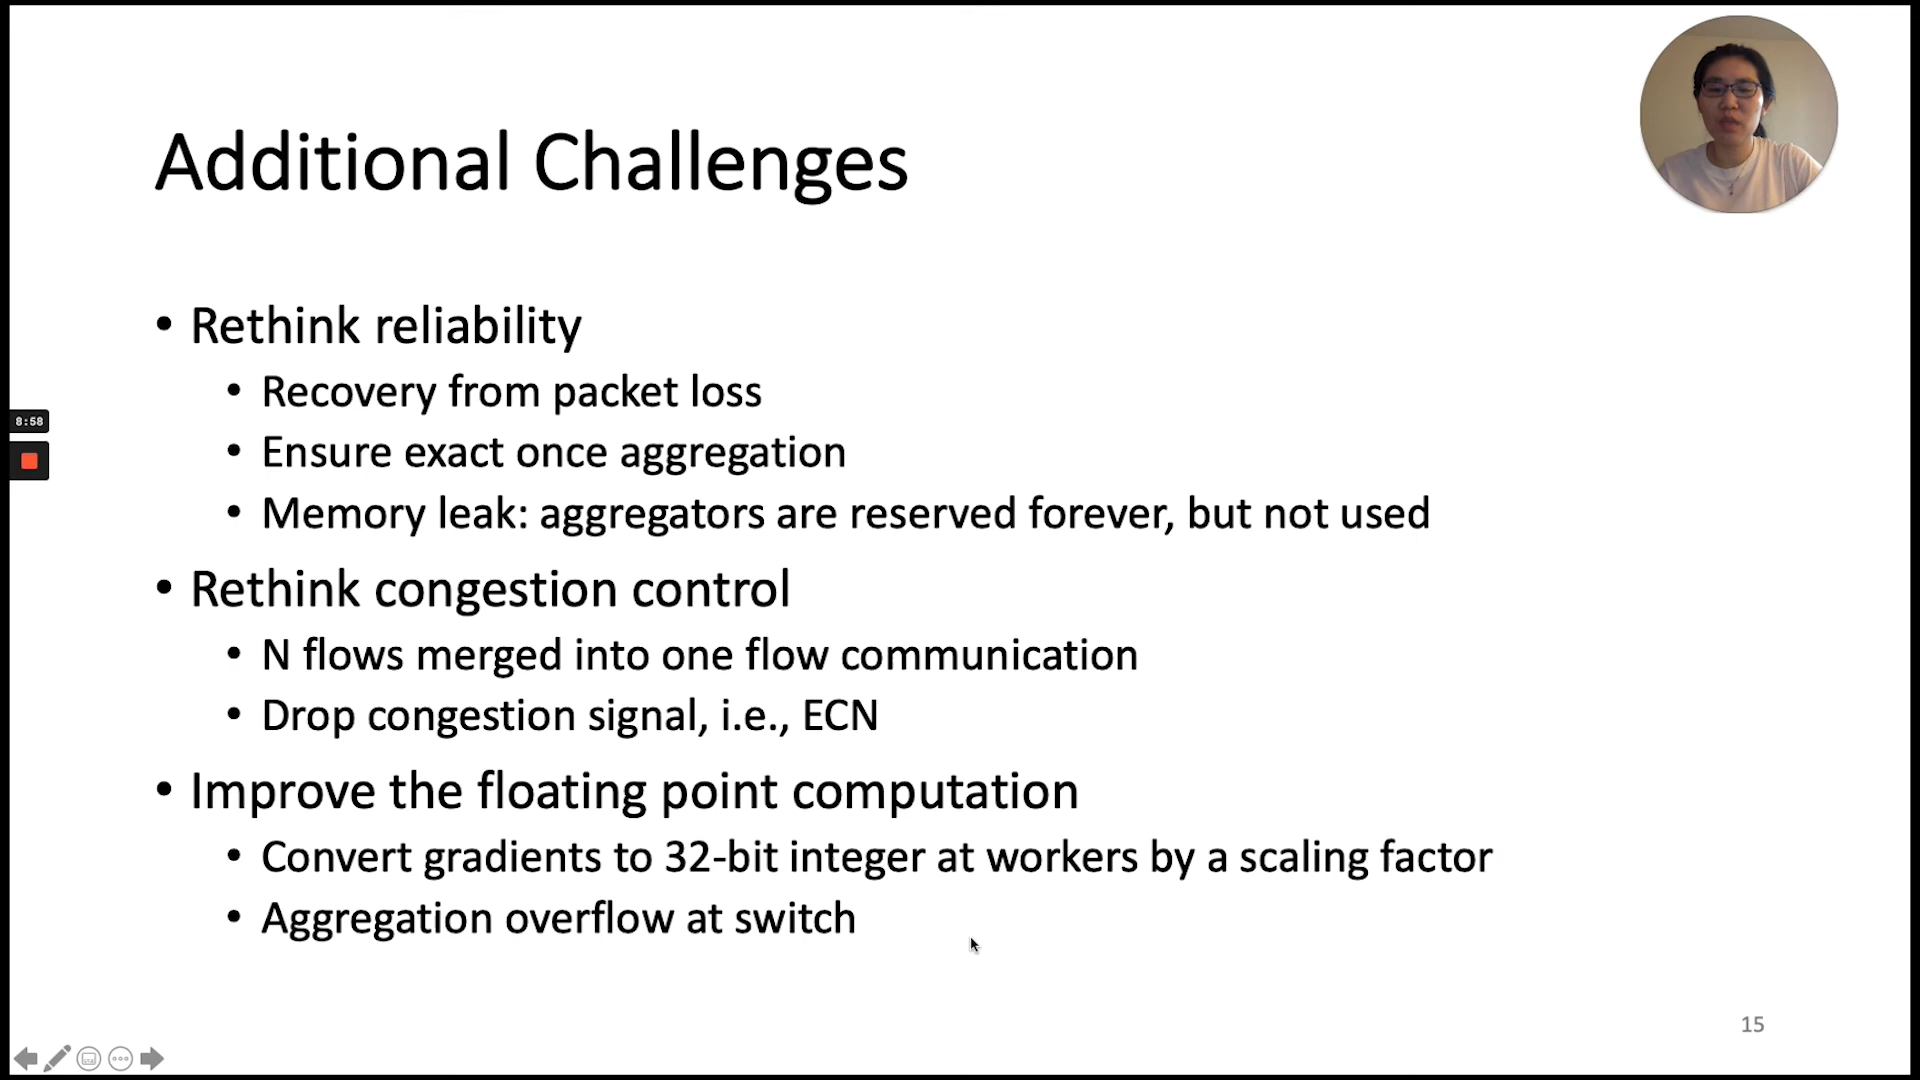 Additional Challenges
• Rethink reliability
• Recovery from packet loss
• Ensure exact once aggregation
• Memory leak: aggregators are reserved forever, but not used
• Rethink congestion control
• N flows merged into one flow communication
• Drop congestion signal, i.e., ECN
• Improve the floating point computation
• Convert gradients to 32-bit integer at workers by a scaling factor
• Aggregation overflow at switch
8:58
15